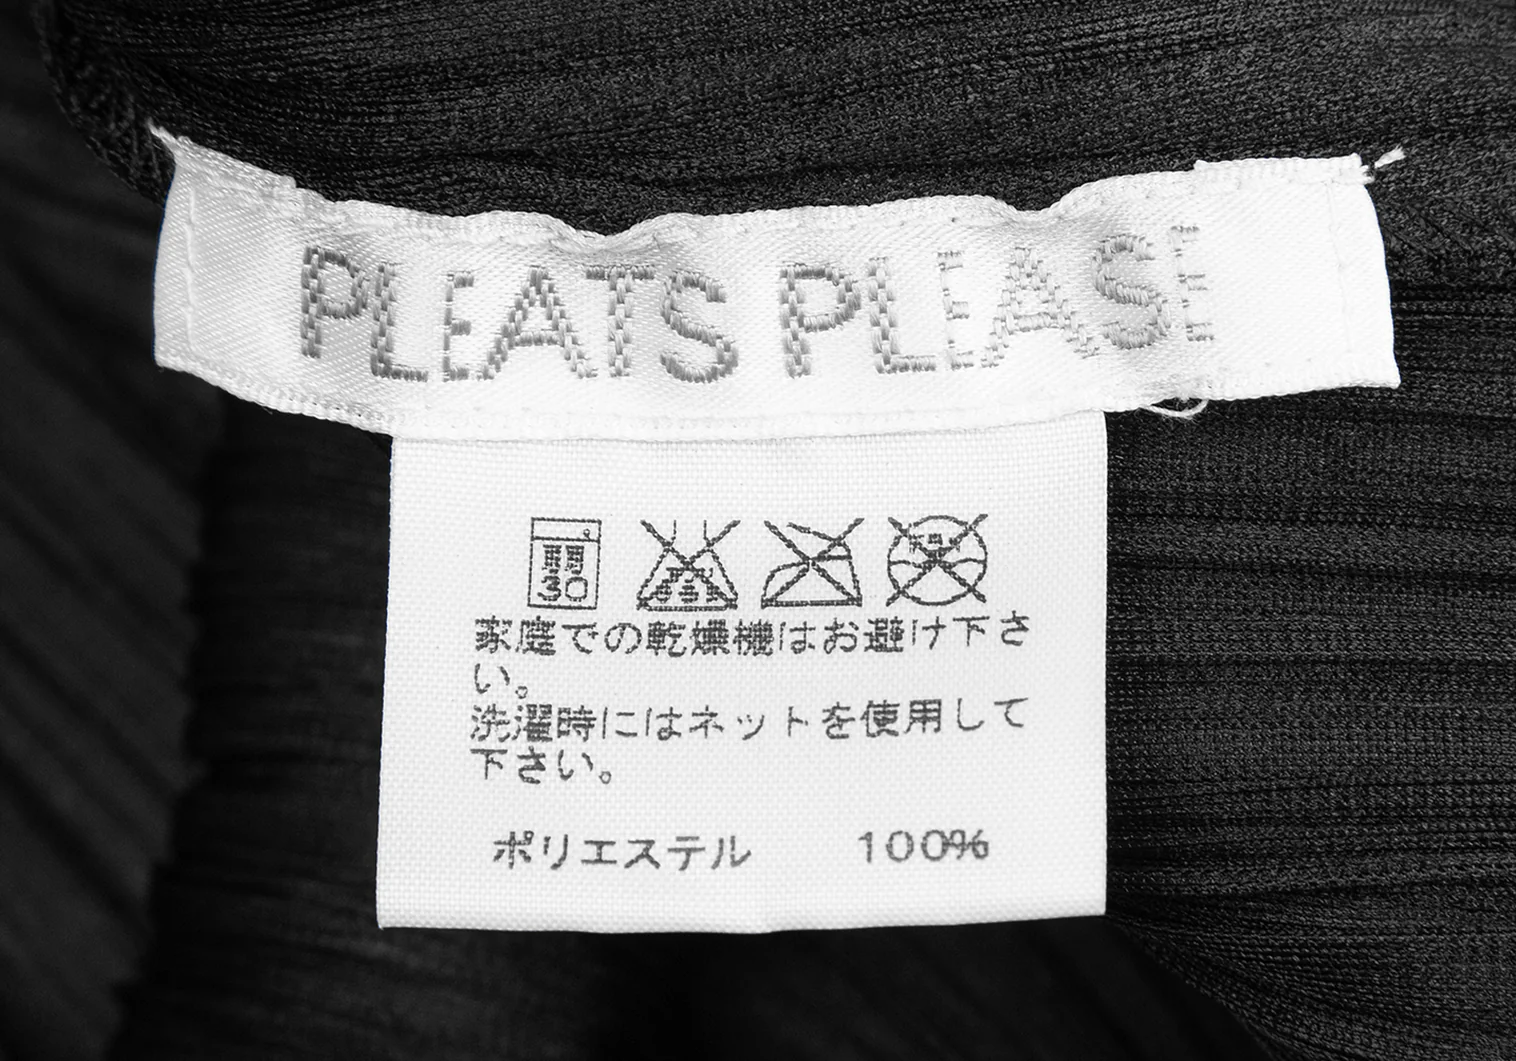 PLEATS PLEASE
弱
30
家庭での乾燥機はお避け下さ
い。
洗濯時にはネットを使用して
下さい。
ポリエステル 100%